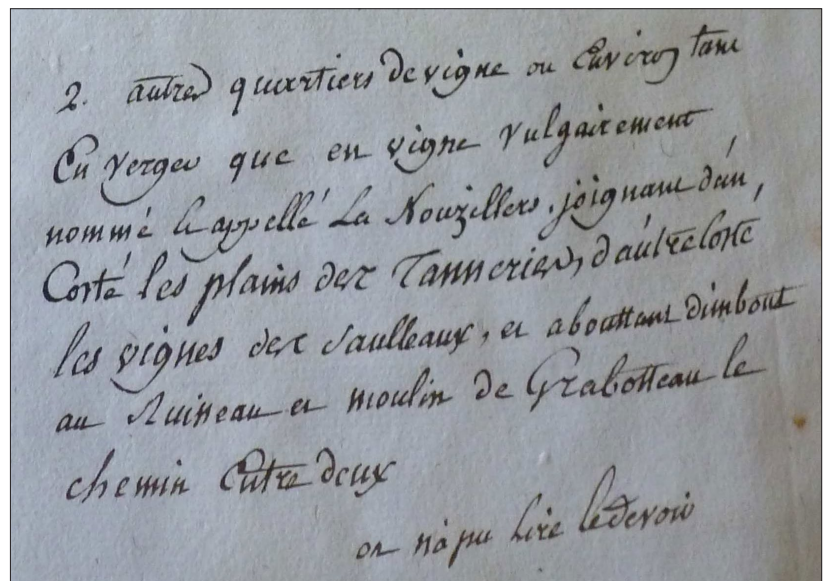 2. autres quartiers de vigne ou Environ tant
En verger que en vigne vulgairement
nommé Et appellé La Nouzillers, joignant d'un
Costé les plains des Tanneries, d'autre Costé
les vignes des Saulleaux, et abouttant d'un bout
au Ruisseau et moulin de Grabotteau le
chemin Entre deux
on n'a pu Lire le devoir